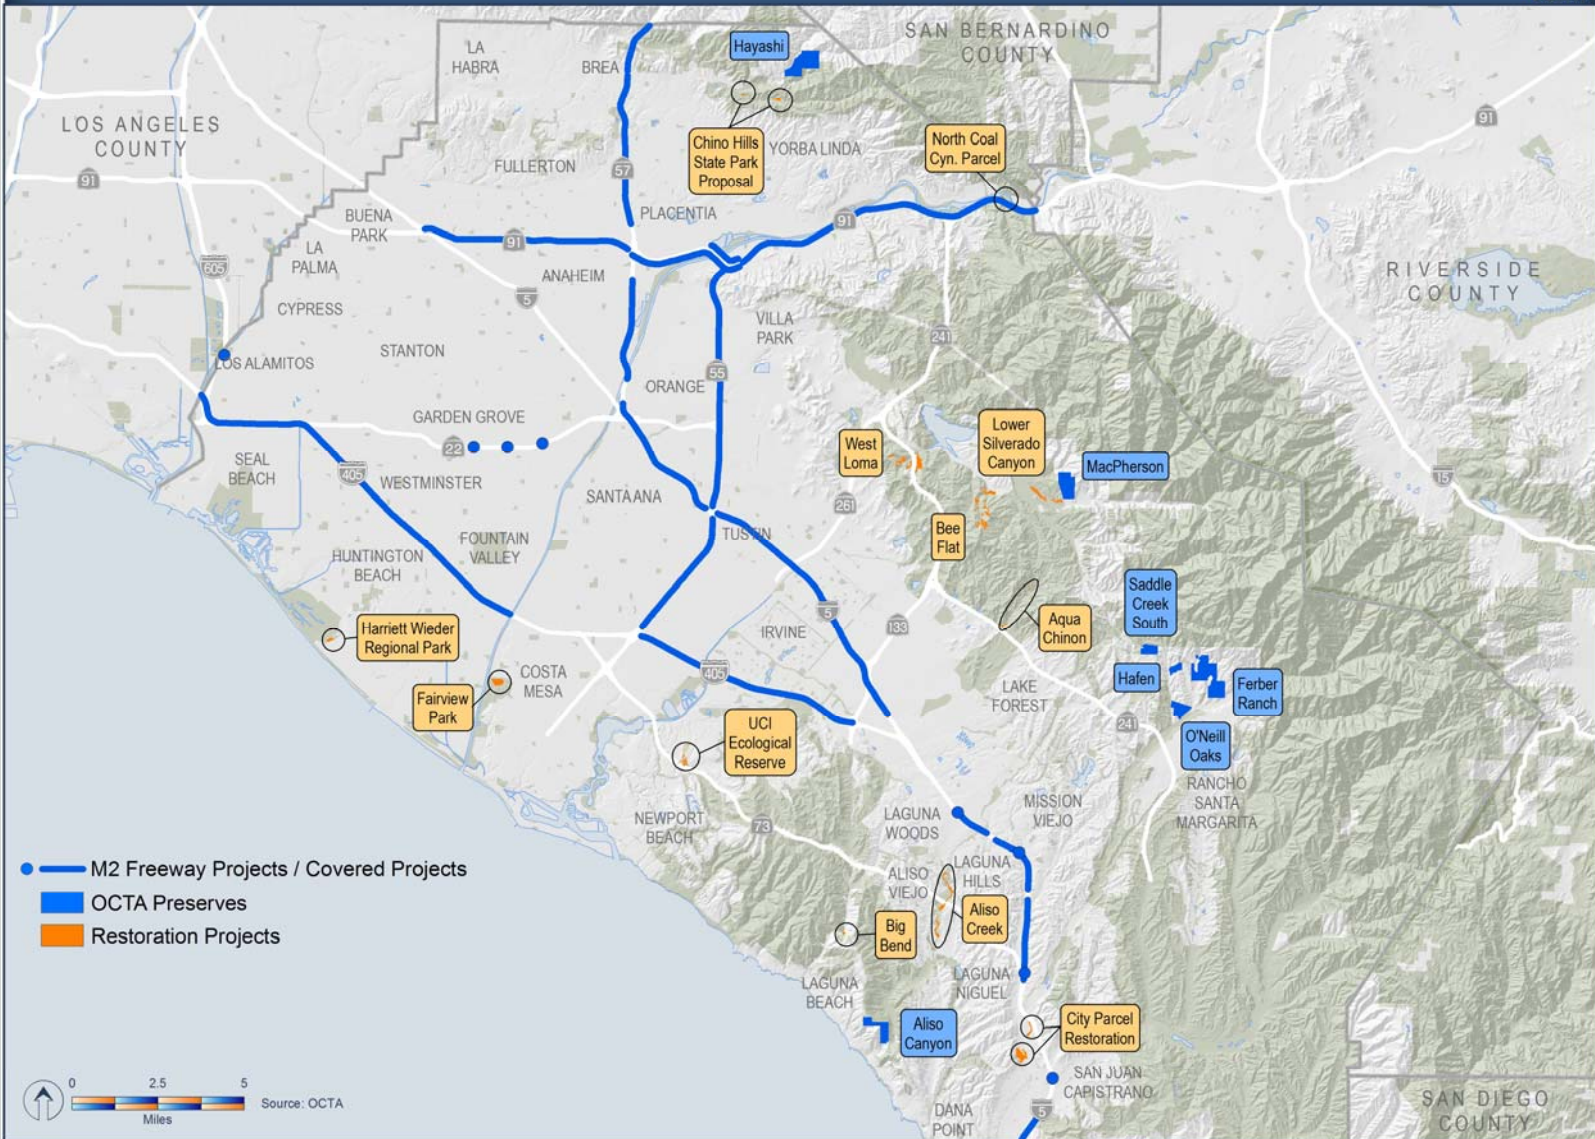 SAN BERNARDINO
COUNTY
LA
HABRA
BREA
Hayashi
LOS ANGELES
COUNTY
91
91
FULLERTON
57
Chino Hills
State Park
Proposal
YORBA LINDA
North Coal
Cyn. Parcel
BUENA
PARK
PLACENTIA
91
91
LA
PALMA
605
ANAHEIM
5
CYPRESS
RIVERSIDE
COUNTY
VILLA
PARK
241
STANTON
LOS ALAMITOS
ORANGE
55
GARDEN GROVE
22
West
Loma
Lower
Silverado
Canyon
MacPherson
SEAL
BEACH
405
WESTMINSTER
SANTA ANA
261
15
Bee
Flat
TUSTIN
FOUNTAIN
VALLEY
HUNTINGTON
BEACH
Saddle
Creek
South
5
133
Aqua
Chinon
IRVINE
Harriett Wieder
Regional Park
COSTA
MESA
405
Hafen
Ferber
Ranch
LAKE
FOREST
241
Fairview
Park
UCI
Ecological
Reserve
O'Neill
Oaks
RANCHO
SANTA
MARGARITA
MISSION
VIEJO
NEWPORT
BEACH
73
LAGUNA
WOODS
LAGUNA
HILLS
ALISO
VIEJO
M2 Freeway Projects / Covered Projects
OCTA Preserves
Restoration Projects
Big
Bend
Aliso
Creek
LAGUNA
BEACH
LAGUNA
NIGUEL
Aliso
Canyon
City Parcel
Restoration
SAN JUAN
CAPISTRANO
5
DANA
POINT
SAN DIEGO
COUNTY
0 2.5 5
Miles
Source: OCTA